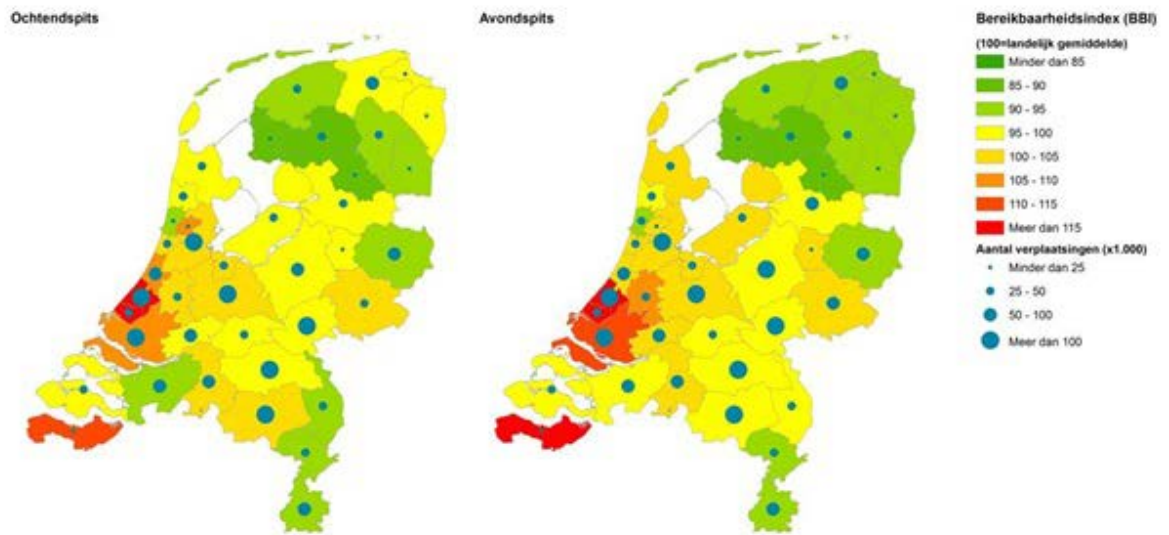 Ochtendspits
Avondspits
Bereikbaarheidsindex (BBI)
(100=landelijk gemiddelde)
Minder dan 85
85 - 90
90 - 95
95 - 100
100 - 105
105 - 110
110 - 115
Meer dan 115
Aantal verplaatsingen (x1.000)
Minder dan 25
25 - 50
50 - 100
Meer dan 100